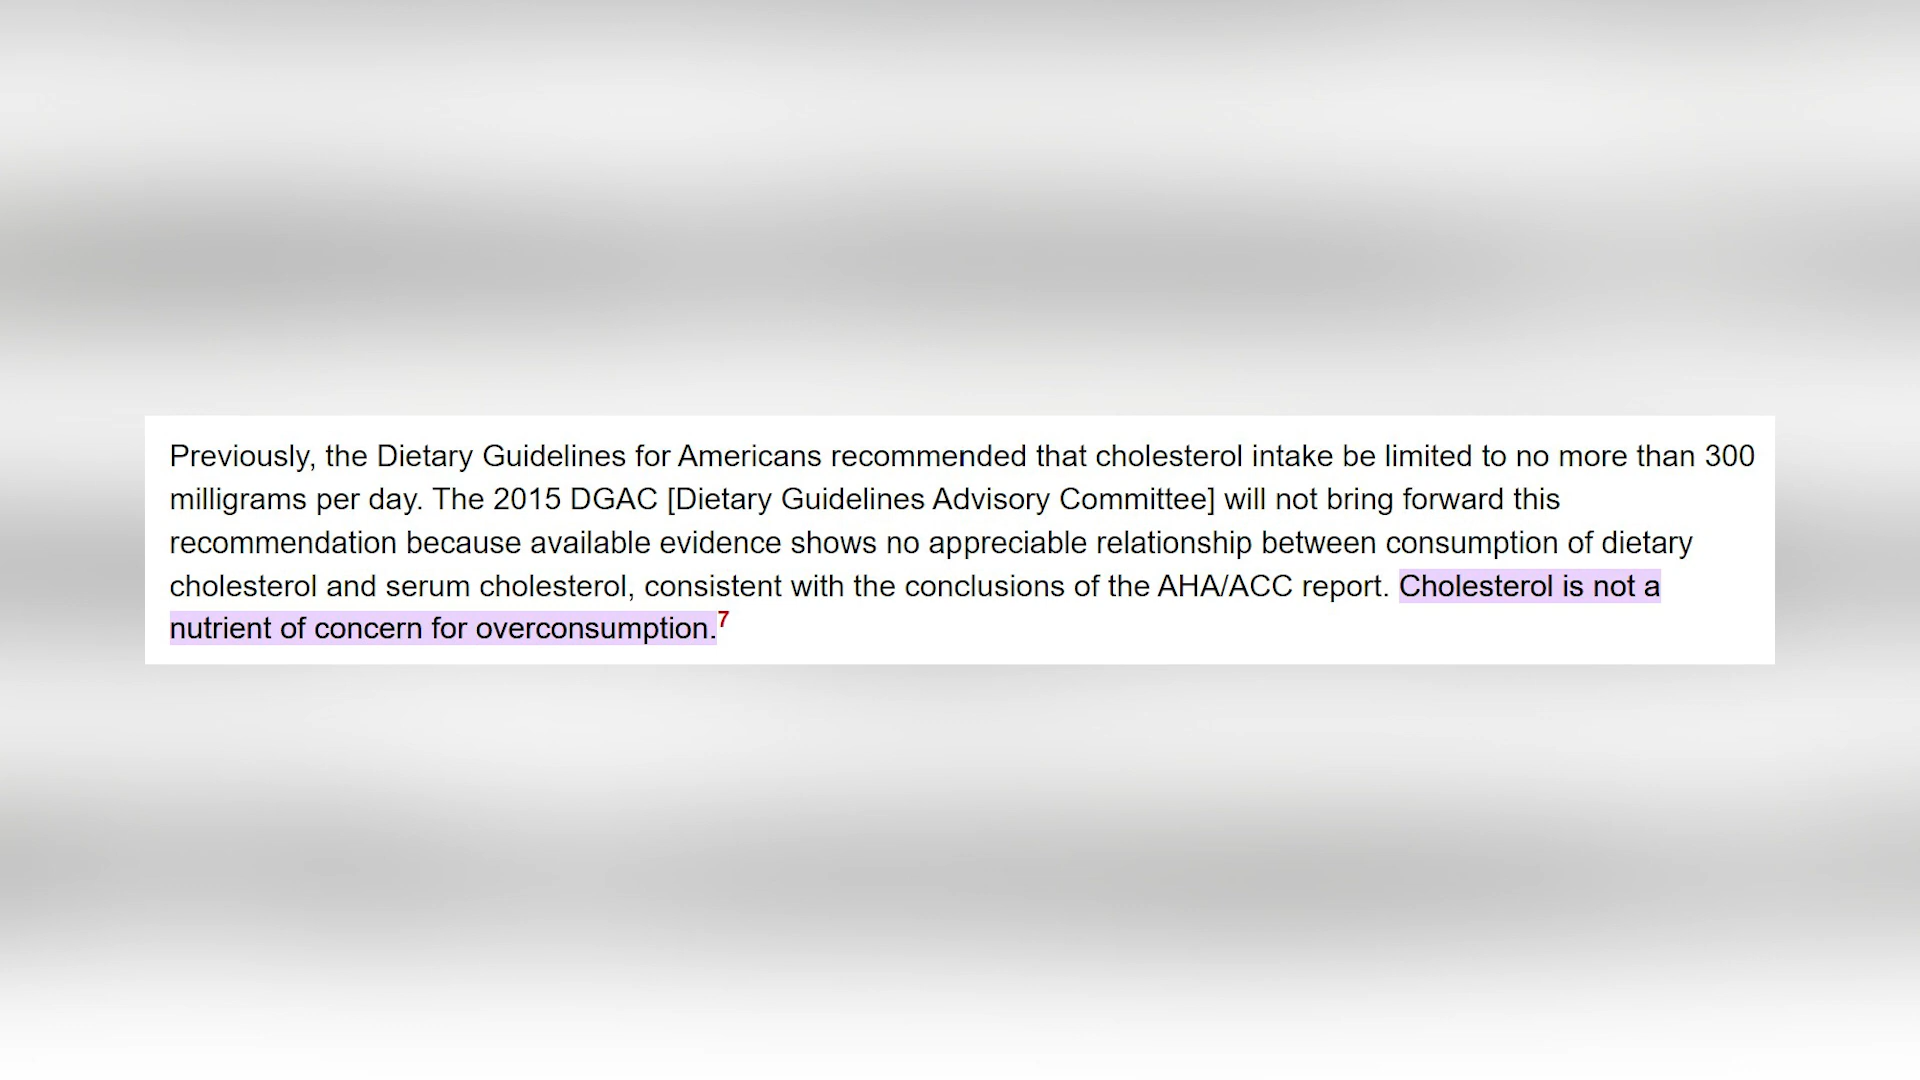 Previously, the Dietary Guidelines for Americans recommended that cholesterol intake be limited to no more than 300
milligrams per day. The 2015 DGAC [Dietary Guidelines Advisory Committee] will not bring forward this
recommendation because available evidence shows no appreciable relationship between consumption of dietary
cholesterol and serum cholesterol, consistent with the conclusions of the AHA/ACC report. Cholesterol is not a
nutrient of concern for overconsumption.7